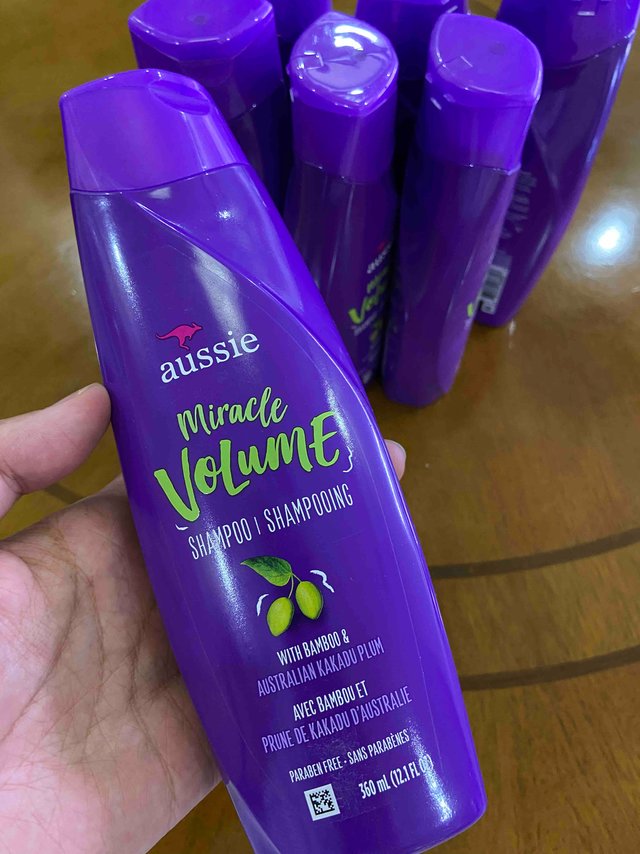 aussie
miracle
VoLumE
SHAMPOO | SHAMPOOING
WITH BAMBOO &
AUSTRALIAN KAKADU PLUM
AVEC BAMBOU ET
PRUNE DE KAKADU D'AUSTRALIE
PARABEN FREE • SANS PARABÈNES
360 mL (12.1 FL
aussie